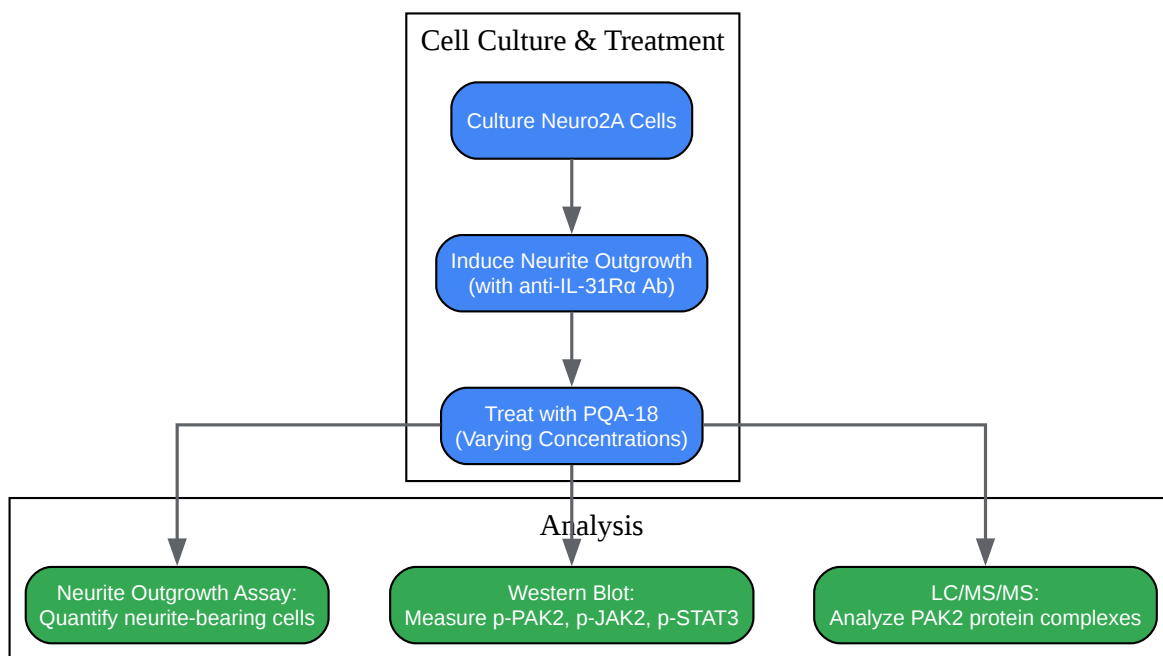 Cell Culture & Treatment
Culture Neuro2A Cells
Induce Neurite Outgrowth
(with anti-IL-31Rα Ab)
Treat with PQA-18
(Varying Concentrations)
Analysis
Neurite Outgrowth Assay:
Quantify neurite-bearing cells
Western Blot:
Measure p-PAK2, p-JAK2, p-STAT3
LC/MS/MS:
Analyze PAK2 protein complexes